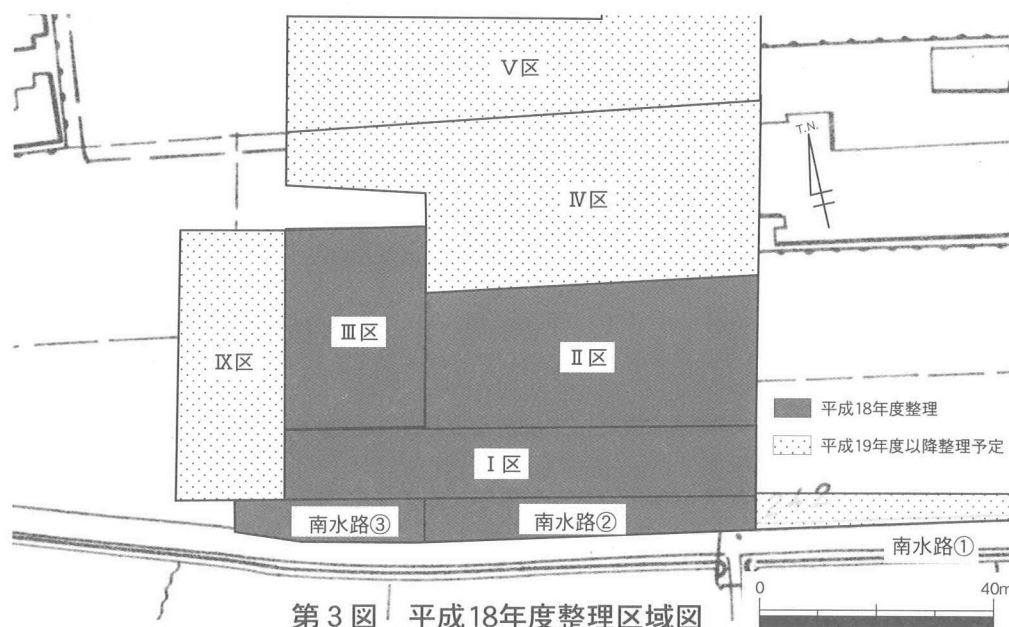 Ⅴ区
T.N.
Ⅳ区
Ⅲ区
Ⅸ区
Ⅱ区
平成18年度整理
平成19年度以降整理予定
Ⅰ区
南水路③
南水路②
南水路①
0 40m
第3図 平成18年度整理区域図